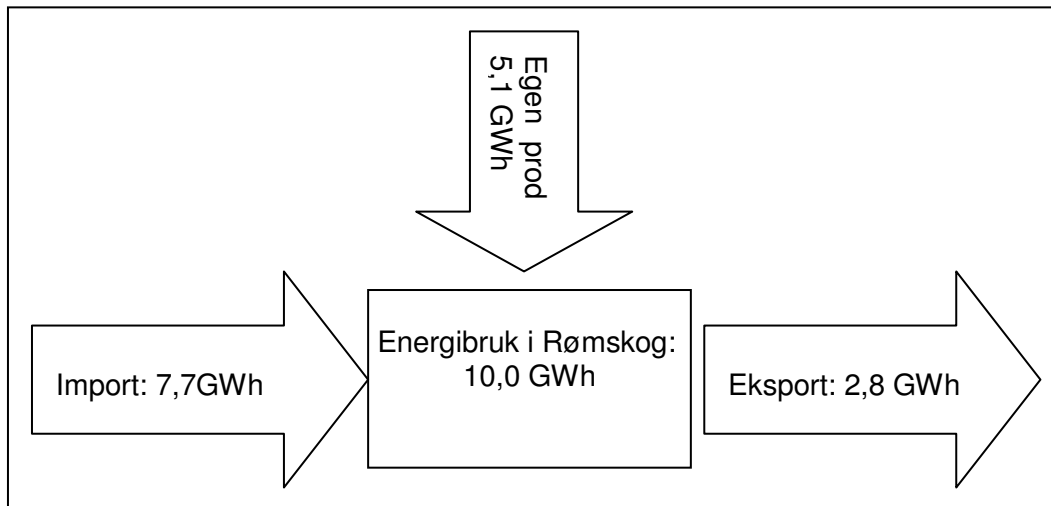 Egen prod
5,1 GWh
Energibruk i Rømskog:
10,0 GWh
Import: 7,7GWh
Eksport: 2,8 GWh